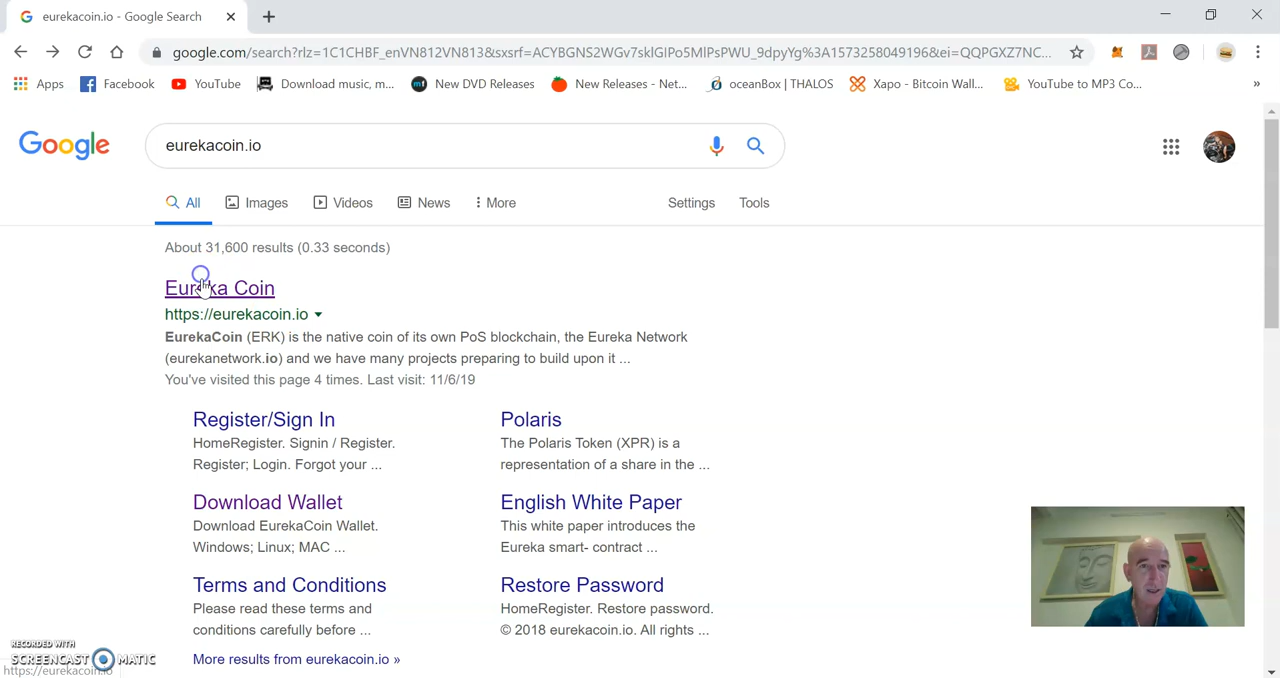 eurekacoin.io - Google Search
google.com/search?rlz=1C1CHBF_enVN812VN813&sxsrf=ACYBGNS2WGv7sklGIPo5MlPsPWU_9dpyYg%3A1573258049196&ei=QQPGXZ7NC...
Apps Facebook YouTube Download music, m... New DVD Releases New Releases - Net... oceanBox | THALOS Xapo - Bitcoin Wall... YouTube to MP3 Co... »
Google eurekacoin.io
All Images Videos News More Settings Tools
About 31,600 results (0.33 seconds)
Eureka Coin
https://eurekacoin.io
EurekaCoin (ERK) is the native coin of its own PoS blockchain, the Eureka Network
(eurekanetwork.io) and we have many projects preparing to build upon it ...
You've visited this page 4 times. Last visit: 11/6/19
Register/Sign In
HomeRegister. Signin / Register.
Register; Login. Forgot your ...
Polaris
The Polaris Token (XPR) is a
representation of a share in the ...
Download Wallet
Download EurekaCoin Wallet.
Windows; Linux; MAC ...
English White Paper
This white paper introduces the
Eureka smart- contract ...
Terms and Conditions
Please read these terms and
conditions carefully before ...
Restore Password
HomeRegister. Restore password.
© 2018 eurekacoin.io. All rights ...
More results from eurekacoin.io »
RECORDED WITH
SCREENCAST MATIC
https://eurekacoin.io